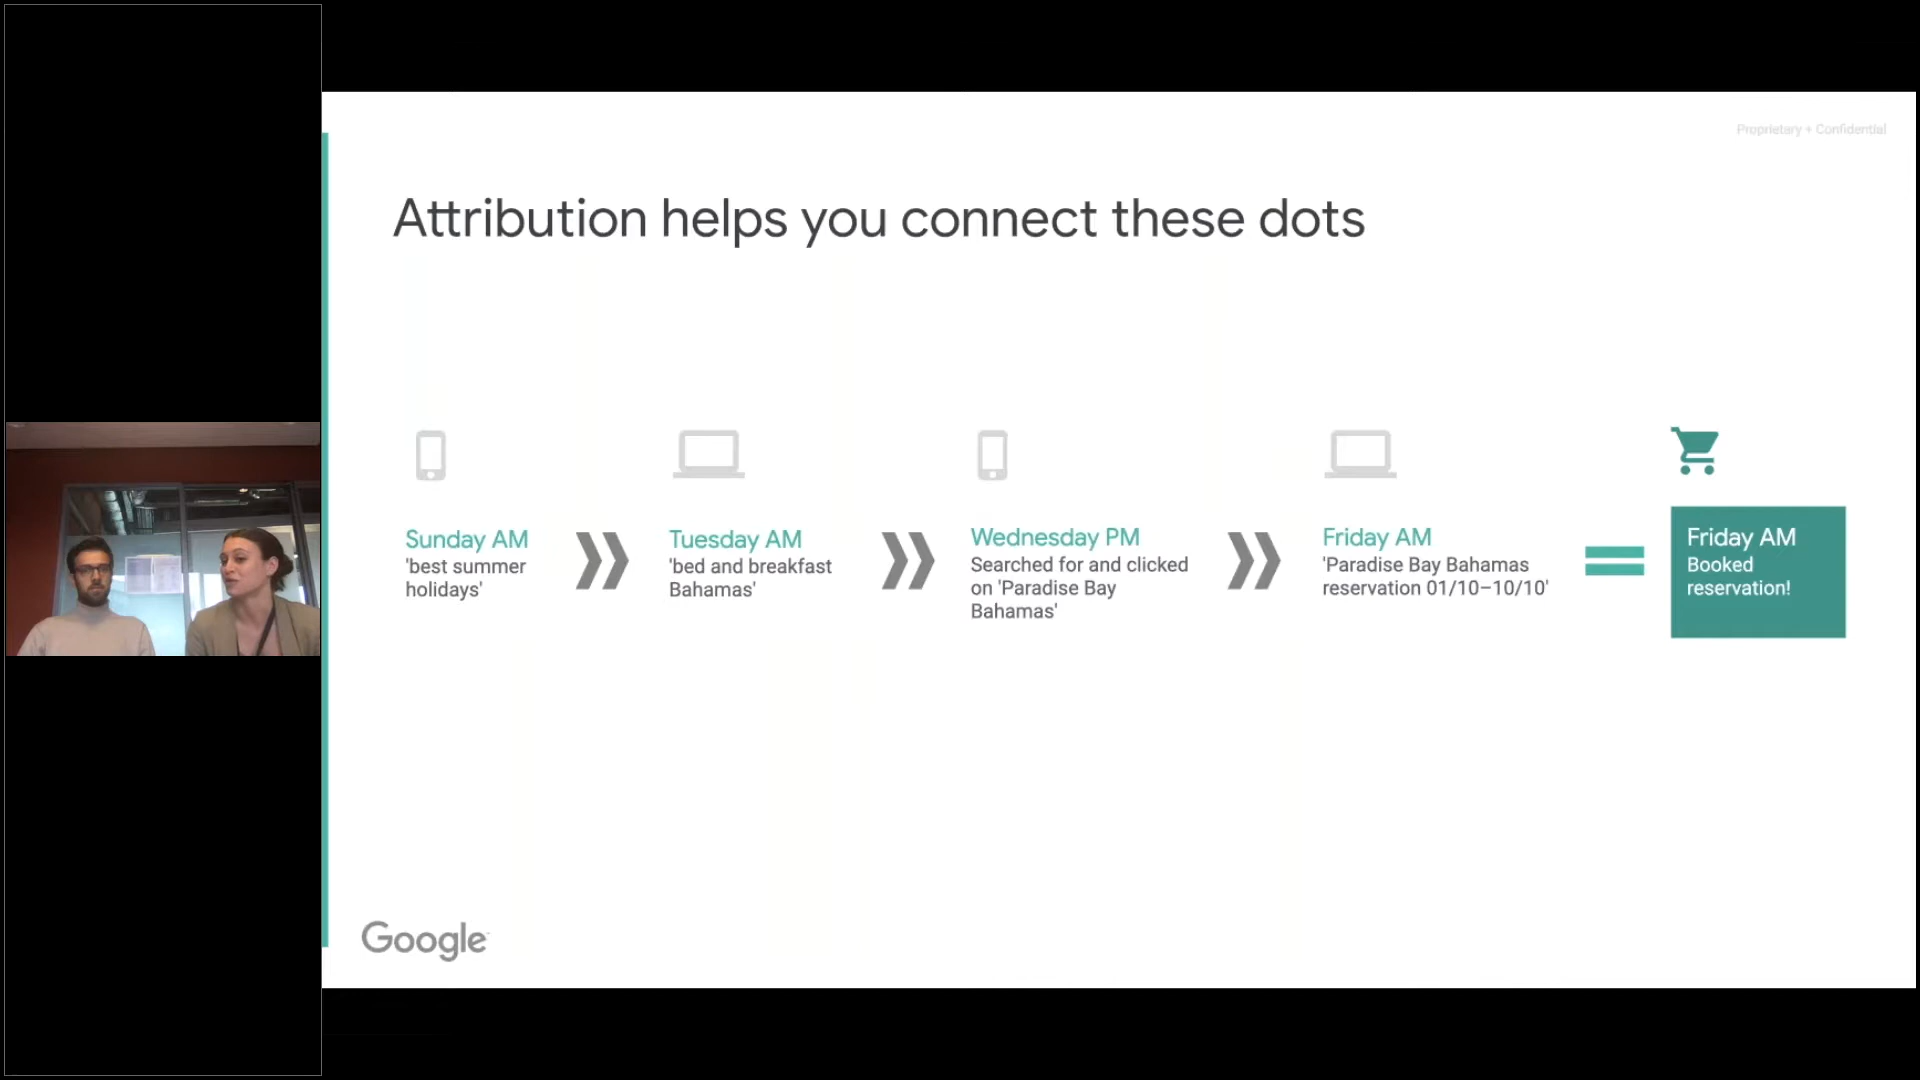 Proprietary + Confidential
Attribution helps you connect these dots
Sunday AM
'best summer
holidays'
Tuesday AM
'bed and breakfast
Bahamas'
Wednesday PM
Searched for and clicked
on 'Paradise Bay
Bahamas'
Friday AM
'Paradise Bay Bahamas
reservation 01/10–10/10'
Friday AM
Booked
reservation!
Google